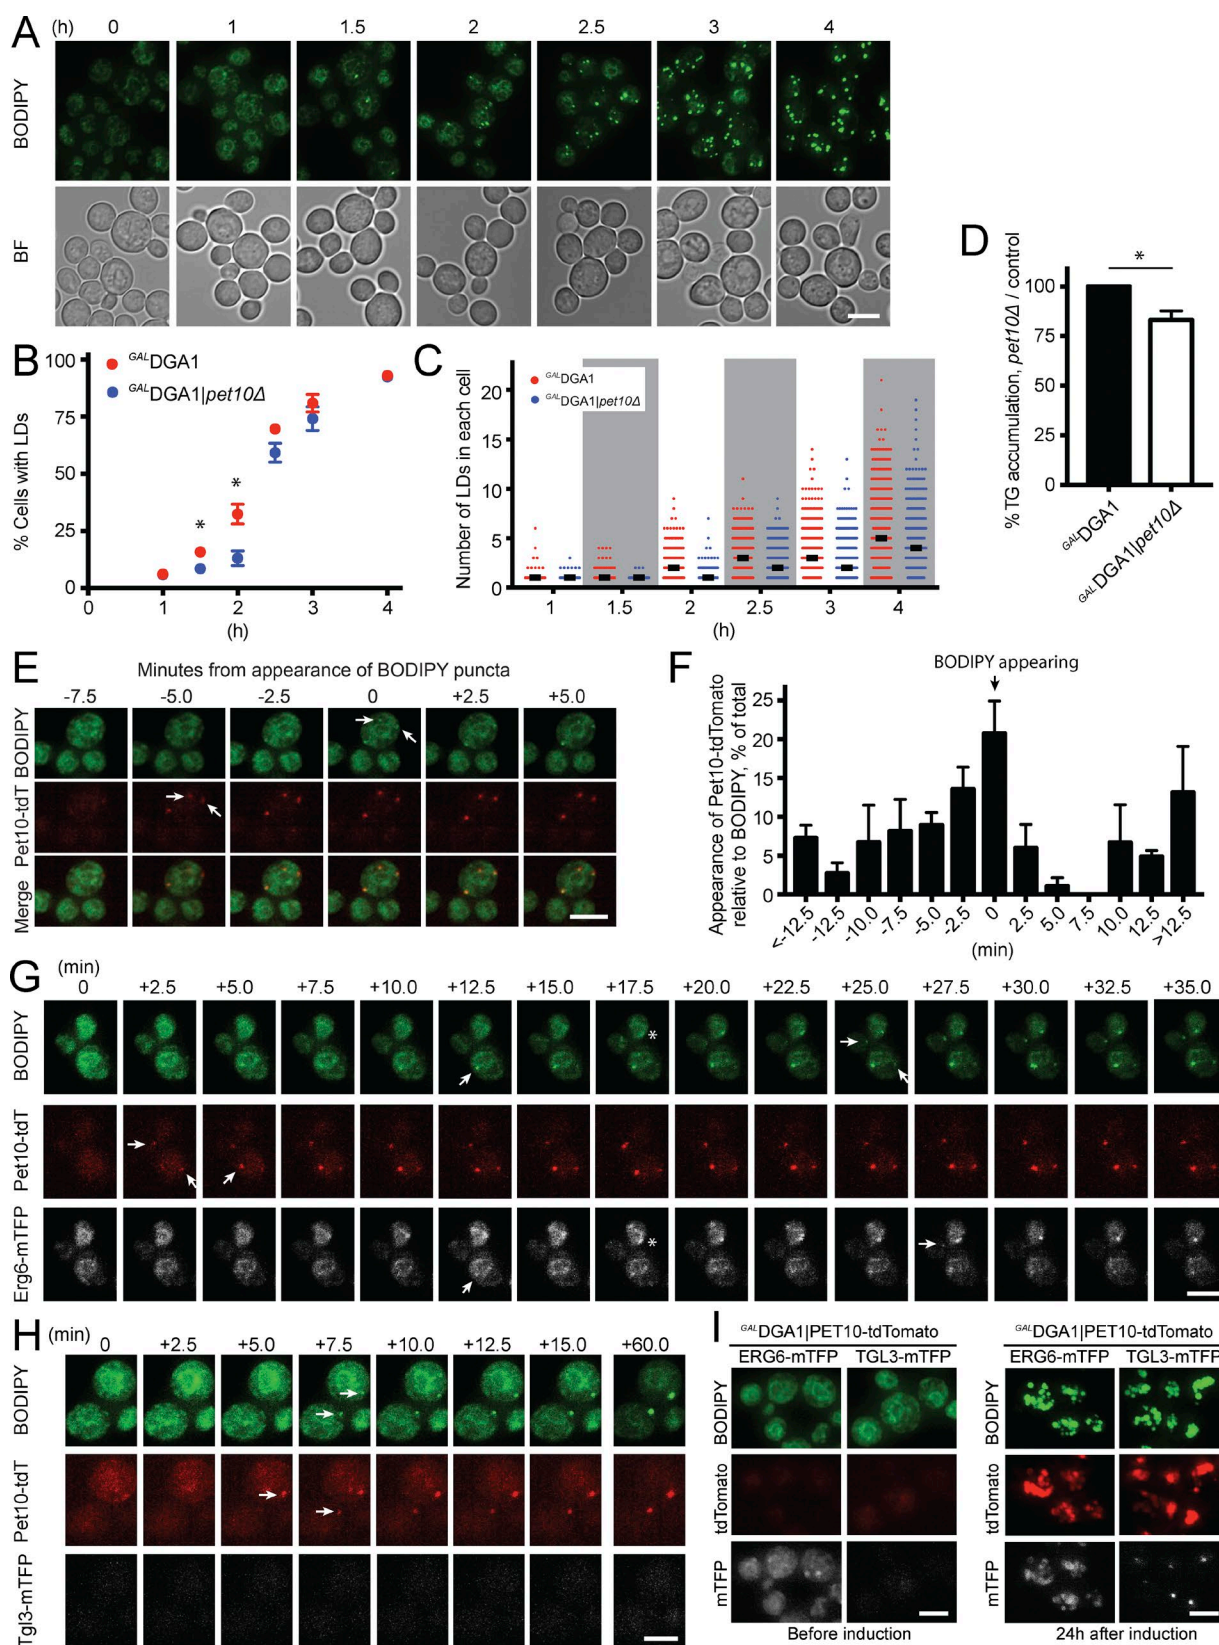 A
(h) 0 1 1.5 2 2.5 3 4
BODIPY
BF
B
% Cells with LDs
100
75
50
25
0
GALDGA1
GALDGA1|pet10Δ
*
*
0 1 2 3 4
(h)
C
Number of LDs in each cell
20
15
10
5
0
GALDGA1
GALDGA1|pet10Δ
1 1.5 2 2.5 3 4
(h)
D
% TG accumulation, pet10Δ / control
100
75
50
25
0
*
GALDGA1
GALDGA1|pet10Δ
E
Minutes from appearance of BODIPY puncta
-7.5 -5.0 -2.5 0 +2.5 +5.0
BODIPY
Pet10-tdT
Merge
F
BODIPY appearing
Appearance of Pet10-tdTomato
relative to BODIPY, % of total
25
20
15
10
5
0
<-12.5 -12.5 -10.0 -7.5 -5.0 -2.5 0 2.5 5.0 7.5 10.0 12.5 >12.5
(min)
G
(min)
0 +2.5 +5.0 +7.5 +10.0 +12.5 +15.0 +17.5 +20.0 +22.5 +25.0 +27.5 +30.0 +32.5 +35.0
BODIPY
*
Pet10-tdT
Erg6-mTFP
*
H
(min)
0 +2.5 +5.0 +7.5 +10.0 +12.5 +15.0 +60.0
BODIPY
Pet10-tdT
Tgl3-mTFP
I
GALDGA1|PET10-tdTomato
ERG6-mTFP TGL3-mTFP
BODIPY
tdTomato
mTFP
Before induction
GALDGA1|PET10-tdTomato
ERG6-mTFP TGL3-mTFP
BODIPY
tdTomato
mTFP
24h after induction